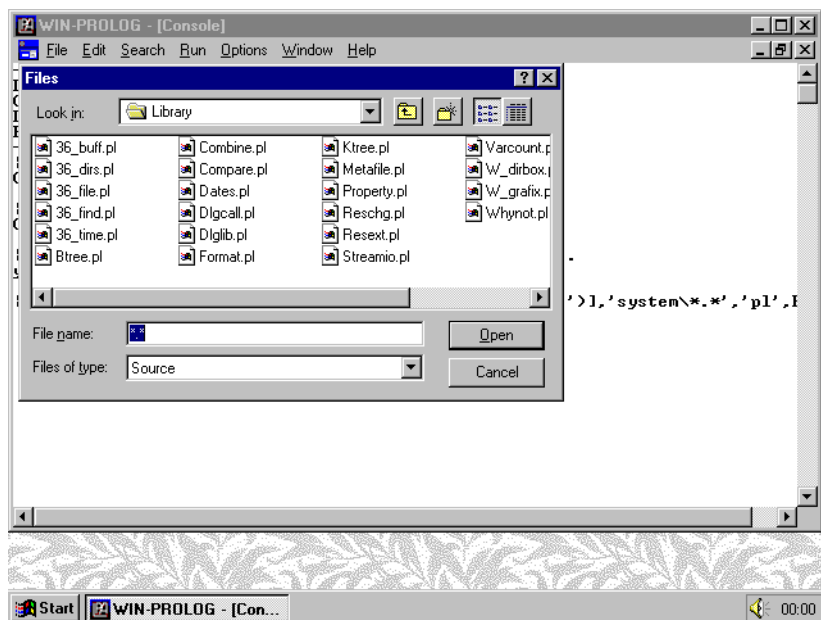 WIN-PROLOG - [Console]
File Edit Search Run Options Window Help
Files
Look in: Library
36_buff.pl Combine.pl Ktree.pl Varcount.p
36_dirs.pl Compare.pl Metafile.pl W_dirbox.
36_file.pl Dates.pl Property.pl W_grafix.p
36_find.pl Dlgcall.pl Reschg.pl Whynot.pl
36_time.pl Dlglib.pl Resext.pl
Btree.pl Format.pl Streamio.pl
.
')],'system\*.*','pl',
File name: *.* Open
Files of type: Source Cancel
Start WIN-PROLOG - [Con... 00:00